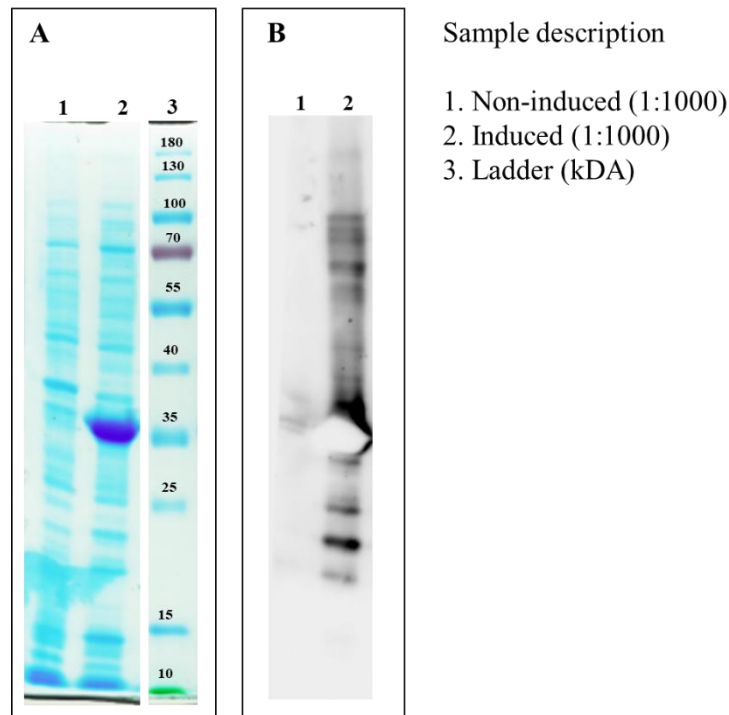 A
1 2 3
180
130
100
70
55
40
35
25
15
10
B
1 2
Sample description
1. Non-induced (1:1000)
2. Induced (1:1000)
3. Ladder (kDA)